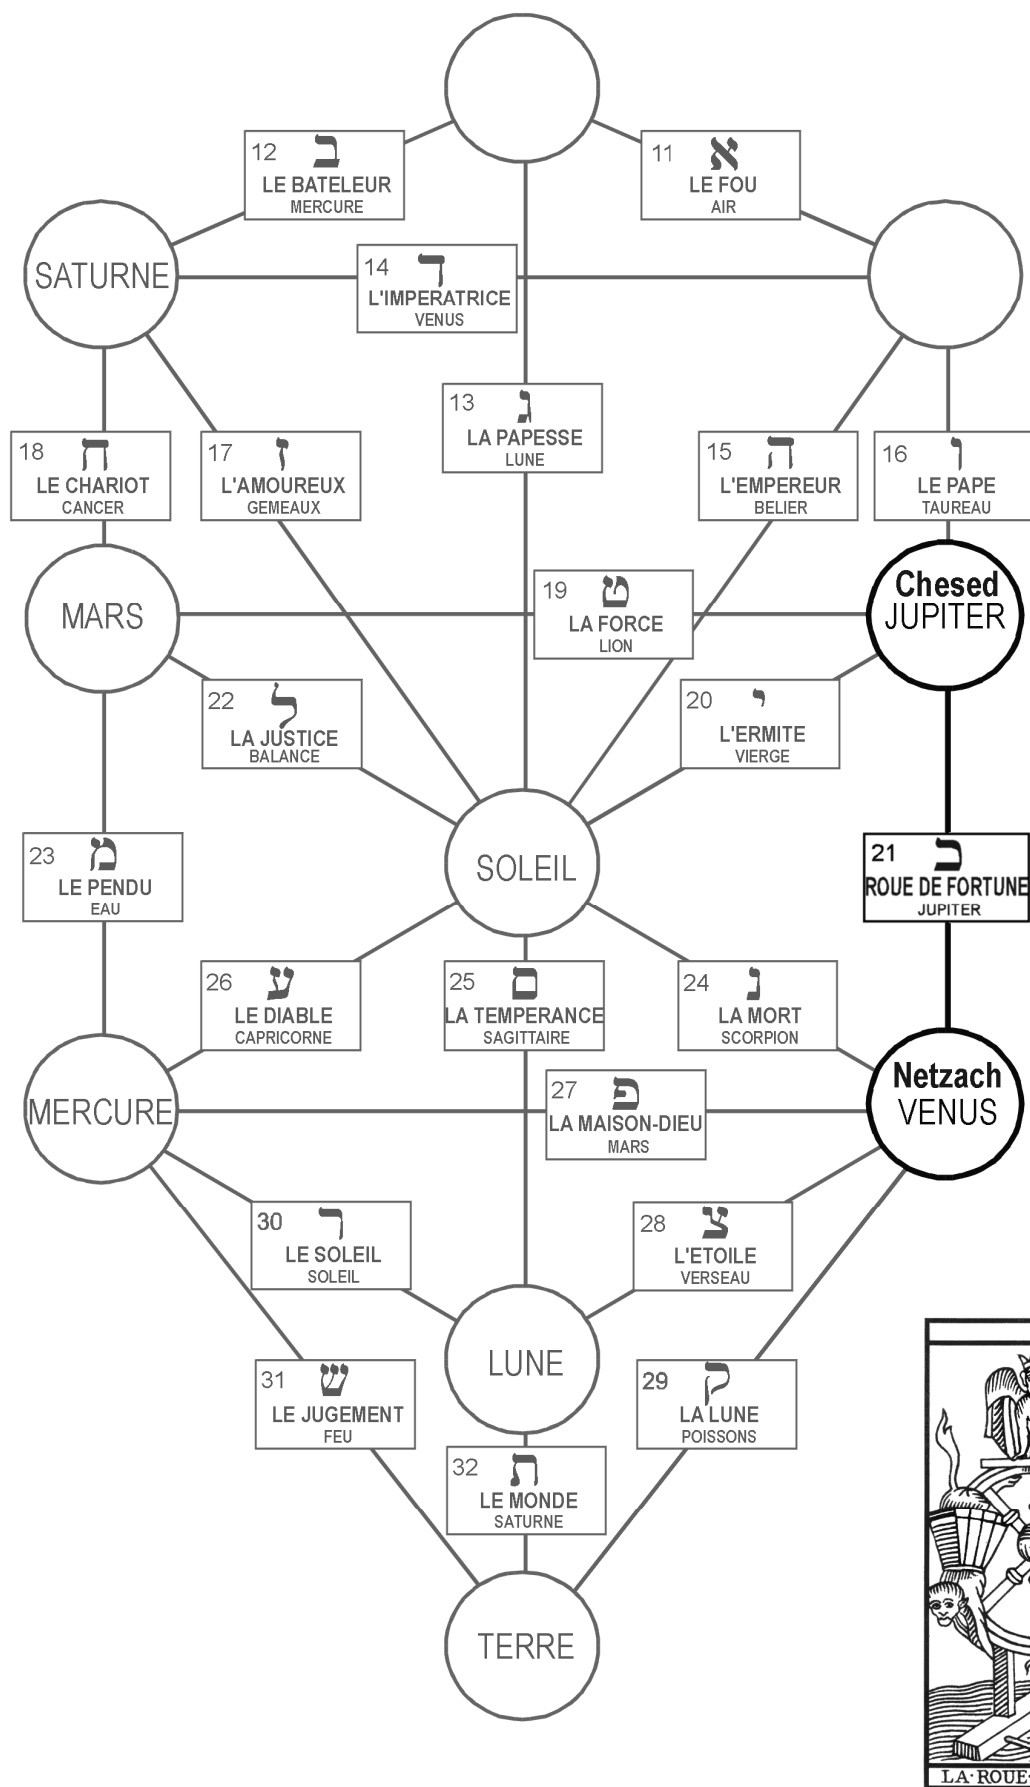 12 ב
LE BATELEUR
MERCURE
11 א
LE FOU
AIR
SATURNE
14 ד
L'IMPERATRICE
VENUS
13 ג
LA PAPESSE
LUNE
18 ח
LE CHARIOT
CANCER
17 ז
L'AMOUREUX
GEMEAUX
15 ה
L'EMPEREUR
BELIER
16 ו
LE PAPE
TAUREAU
MARS
19 ט
LA FORCE
LION
Chesed
JUPITER
22 ל
LA JUSTICE
BALANCE
20 י
L'ERMITE
VIERGE
23 מ
LE PENDU
EAU
SOLEIL
21 כ
ROUE DE FORTUNE
JUPITER
26 ע
LE DIABLE
CAPRICORNE
25 ם
LA TEMPERANCE
SAGITTAIRE
24 נ
LA MORT
SCORPION
MERCURE
27 פ
LA MAISON-DIEU
MARS
Netzach
VENUS
30 ר
LE SOLEIL
SOLEIL
28 צ
L'ETOILE
VERSEAU
LUNE
31 ש
LE JUGEMENT
FEU
29 ק
LA LUNE
POISSONS
32 ת
LE MONDE
SATURNE
TERRE
LA·ROUE·